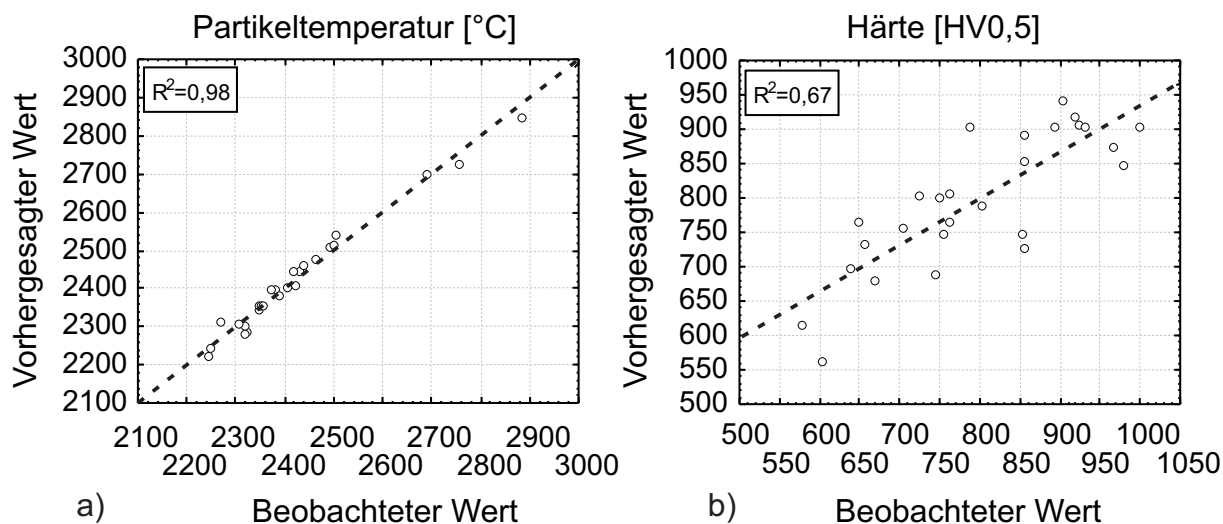 Partikeltemperatur [°C]
R²=0,98
Vorhergesagter Wert
3000
2900
2800
2700
2600
2500
2400
2300
2200
2100
2100 2300 2500 2700 2900
2200 2400 2600 2800 3000
a) Beobachteter Wert
Härte [HV0,5]
R²=0,67
Vorhergesagter Wert
1000
950
900
850
800
750
700
650
600
550
500
500 600 700 800 900 1000
550 650 750 850 950 1050
b) Beobachteter Wert